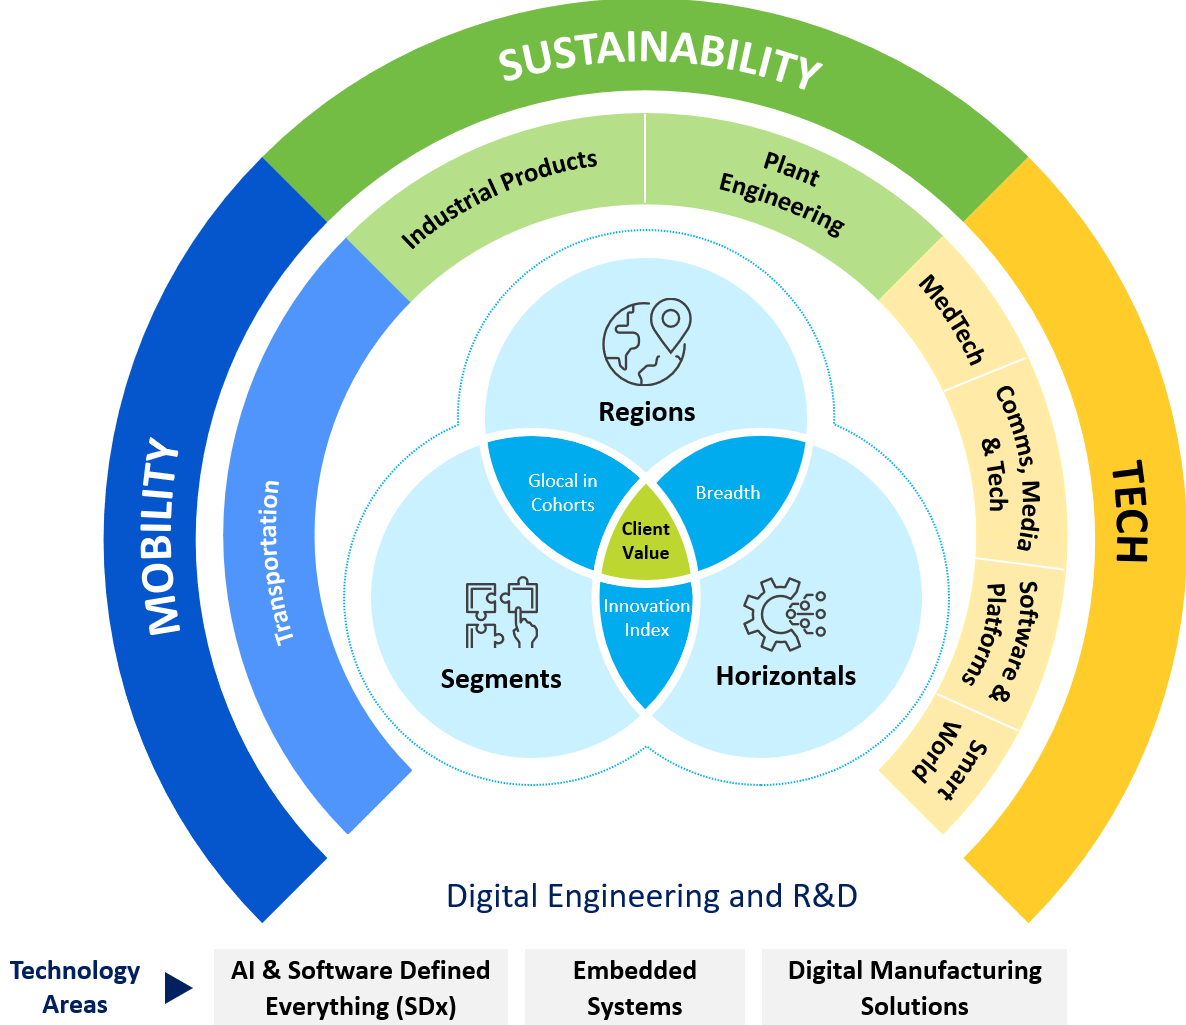 SUSTAINABILITY
MOBILITY
TECH
Industrial Products
Plant
Engineering
Transportation
MedTech
Comms, Media
& Tech
Software &
Platforms
Smart
World
Regions
Glocal in
Cohorts
Breadth
Client
Value
Innovation
Index
Segments
Horizontals
Digital Engineering and R&D
Technology
Areas
AI & Software Defined
Everything (SDx)
Embedded
Systems
Digital Manufacturing
Solutions